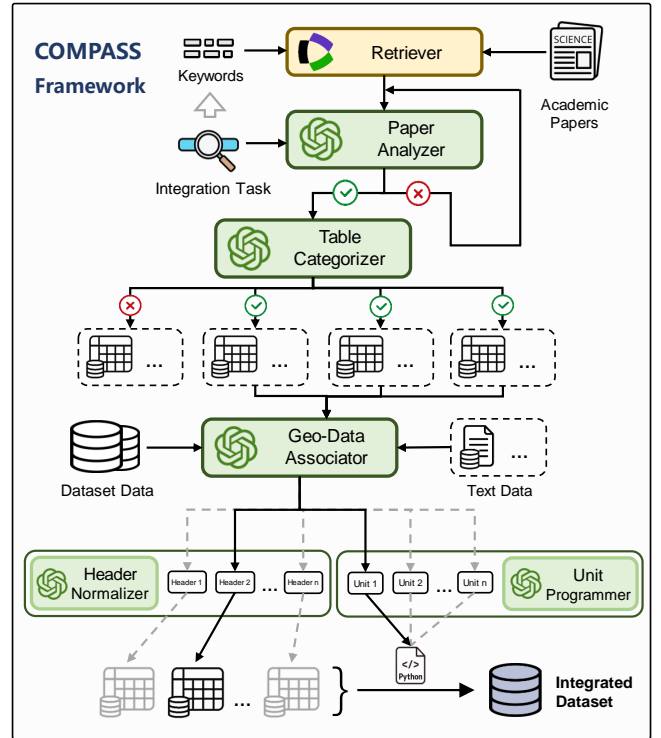 COMPASS
Framework
Keywords
Retriever
SCIENCE
Academic
Papers
Integration Task
Paper
Analyzer
Table
Categorizer
...
...
...
...
Dataset Data
Geo-Data
Associator
...
Text Data
Header
Normalizer
Header 1
Header 2
...
Header n
Unit 1
Unit 2
...
Unit n
Unit
Programmer
</>
Python
...
}
Integrated
Dataset